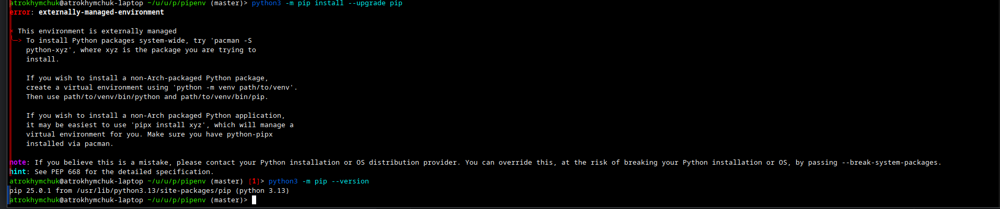 atrokhymchuk@atrokhymchuk-laptop ~/u/u/p/pipenv (master)> python3 -m pip install --upgrade pip
error: externally-managed-environment
× This environment is externally managed
╰─> To install Python packages system-wide, try 'pacman -S
python-xyz', where xyz is the package you are trying to
install.
If you wish to install a non-Arch-packaged Python package,
create a virtual environment using 'python -m venv path/to/venv'.
Then use path/to/venv/bin/python and path/to/venv/bin/pip.
If you wish to install a non-Arch packaged Python application,
it may be easiest to use 'pipx install xyz', which will manage a
virtual environment for you. Make sure you have python-pipx
installed via pacman.
note: If you believe this is a mistake, please contact your Python installation or OS distribution provider. You can override this, at the risk of breaking your Python installation or OS, by passing --break-system-packages.
hint: See PEP 668 for the detailed specification.
atrokhymchuk@atrokhymchuk-laptop ~/u/u/p/pipenv (master) [1]> python3 -m pip --version
pip 25.0.1 from /usr/lib/python3.13/site-packages/pip (python 3.13)
atrokhymchuk@atrokhymchuk-laptop ~/u/u/p/pipenv (master)>